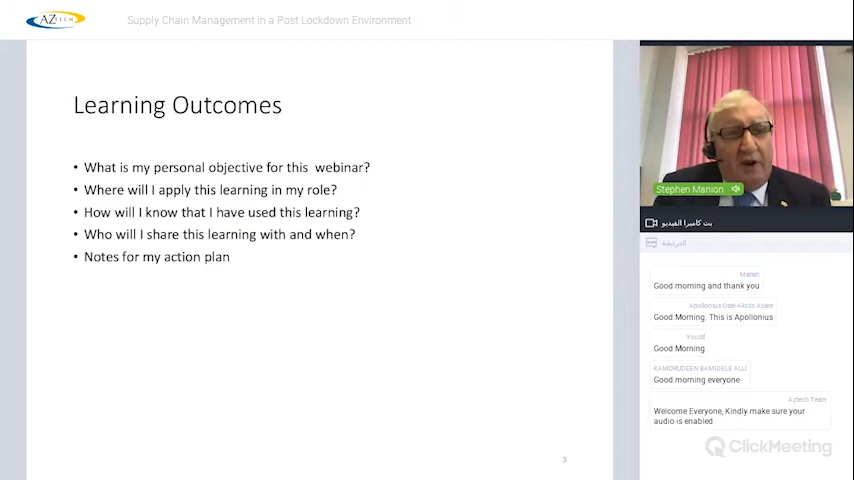 AZTECH
Supply Chain Management in a Post Lockdown Environment
Learning Outcomes
• What is my personal objective for this webinar?
• Where will I apply this learning in my role?
• How will I know that I have used this learning?
• Who will I share this learning with and when?
• Notes for my action plan
3
Stephen Manion
بث كاميرا الفيديو
الدردشة
Good morning and thank you
Apollonius Osei-Akoto Asare
Good Morning. This is Apollonius
Yousif
Good Morning
KAMORUDEEN BAMIDELE ALLI
Good morning everyone
Aztech Team
Welcome Everyone, Kindly make sure your
audio is enabled
ClickMeeting